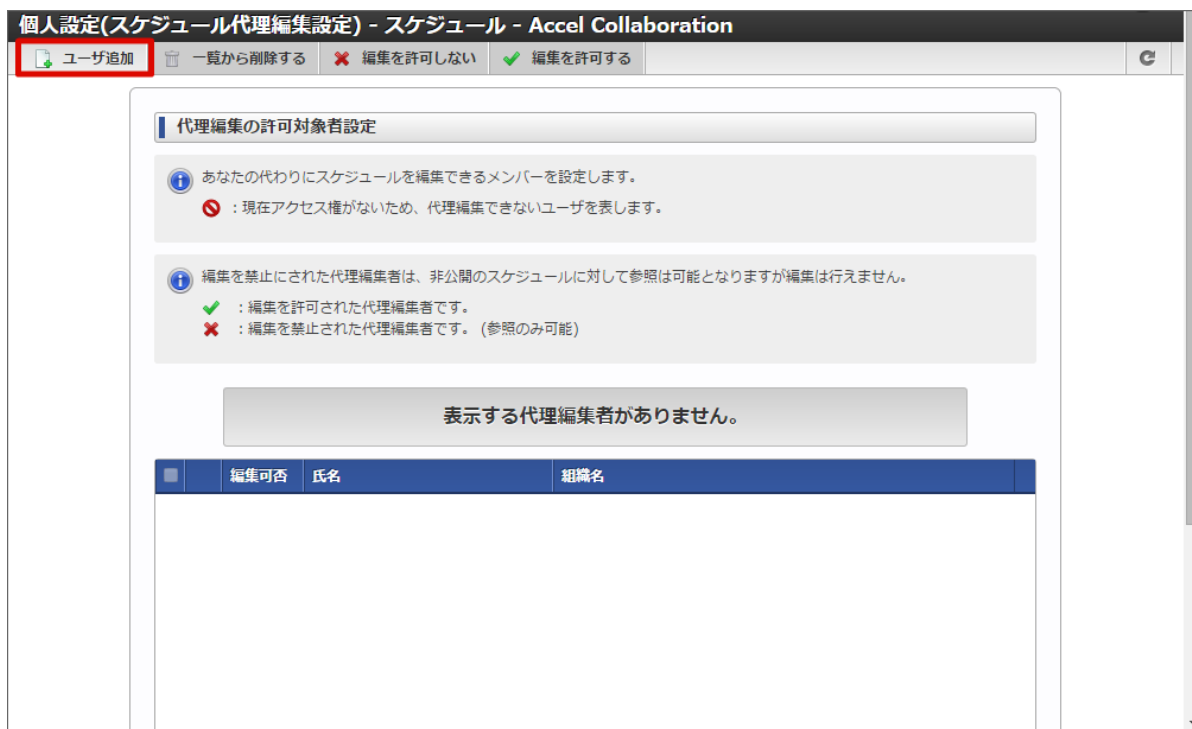 個人設定(スケジュール代理編集設定) - スケジュール - Accel Collaboration
ユーザ追加 一覧から削除する 編集を許可しない 編集を許可する
代理編集の許可対象者設定
あなたの代わりにスケジュールを編集できるメンバーを設定します。
：現在アクセス権がないため、代理編集できないユーザを表します。
編集を禁止にされた代理編集者は、非公開のスケジュールに対して参照は可能となりますが編集は行えません。
：編集を許可された代理編集者です。
：編集を禁止された代理編集者です。 (参照のみ可能)
表示する代理編集者がありません。
編集可否 氏名 組織名